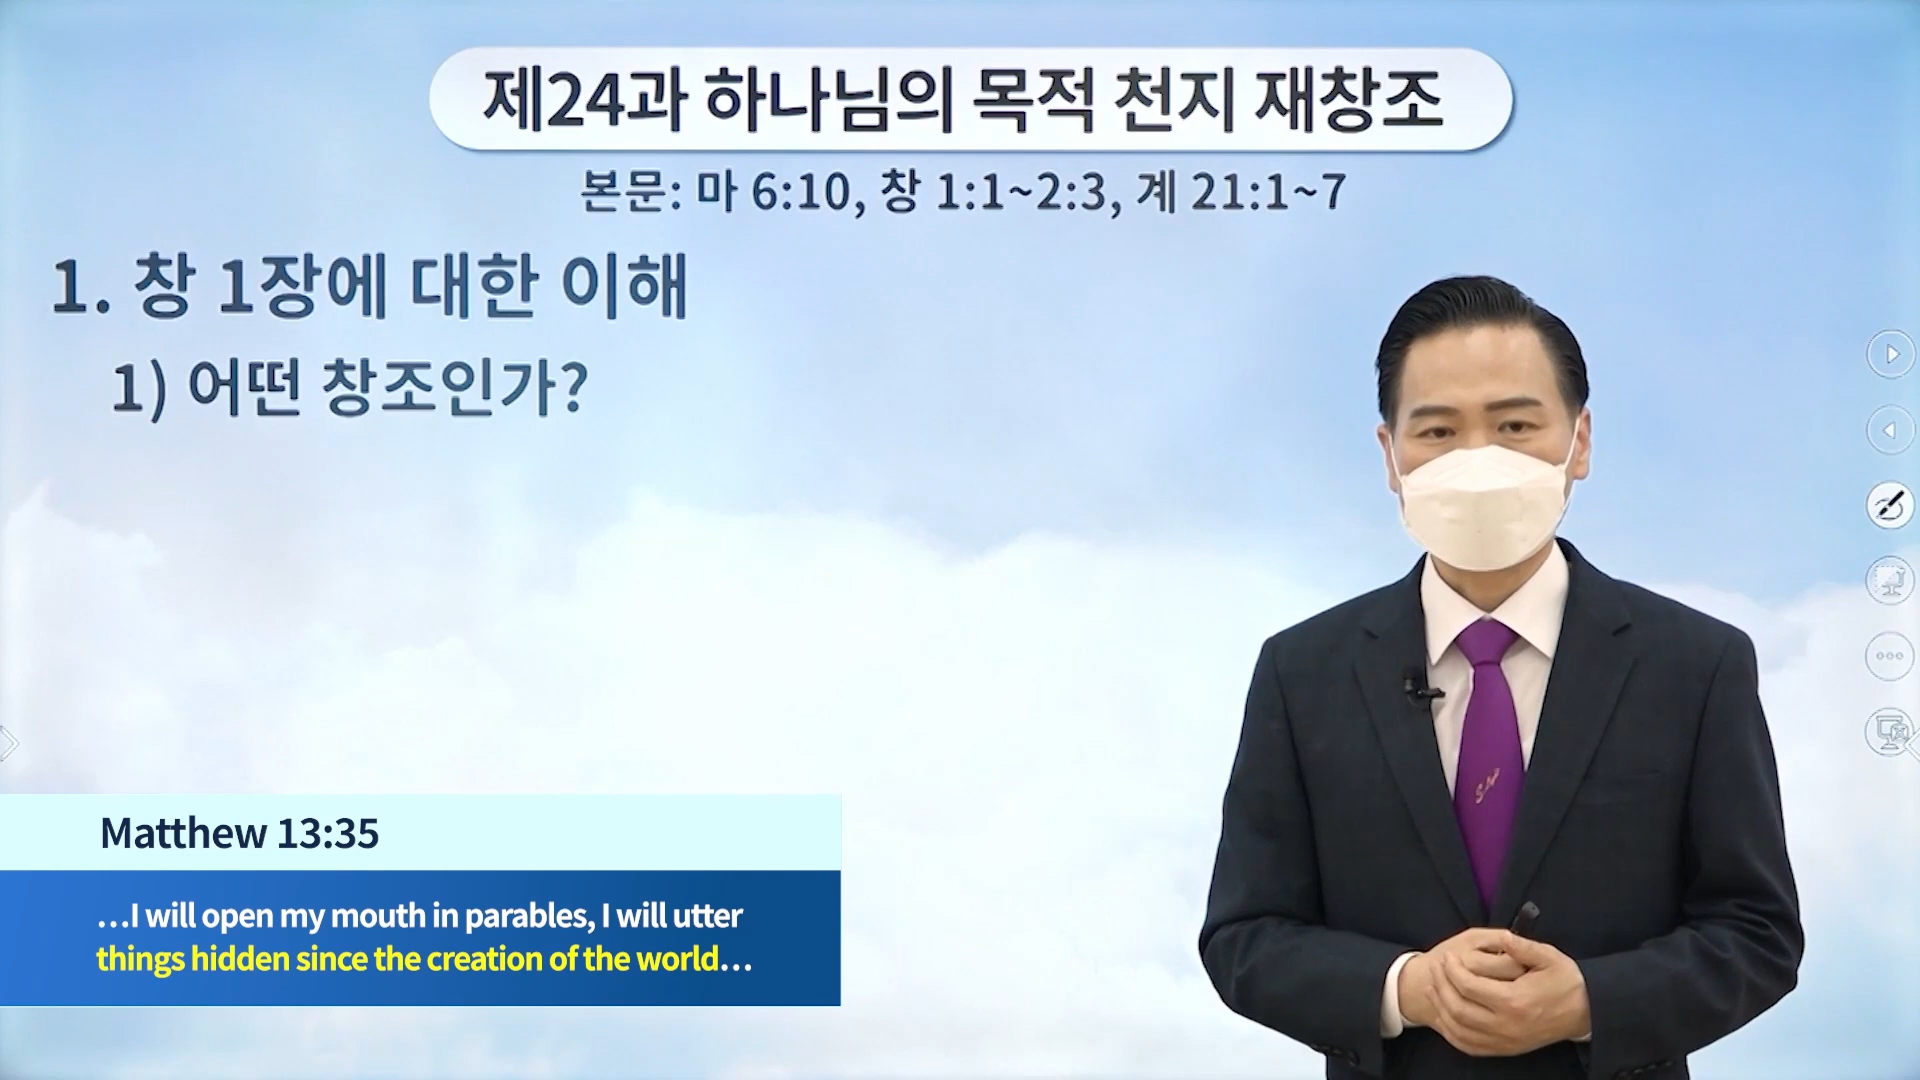 제24과 하나님의 목적 천지 재창조
본문: 마 6:10, 창 1:1~2:3, 계 21:1~7
1. 창 1장에 대한 이해
1) 어떤 창조인가?
Matthew 13:35
…I will open my mouth in parables, I will utter
things hidden since the creation of the world…